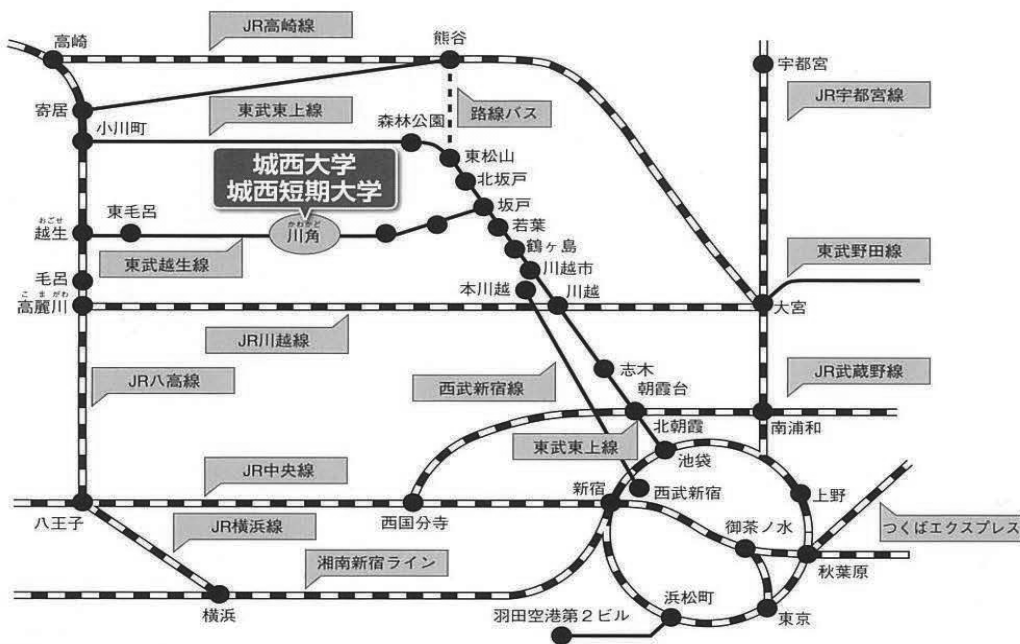 JR高崎線
高崎
熊谷
宇都宮
JR宇都宮線
寄居
東武東上線
路線バス
小川町
森林公園
東松山
城西大学
城西短期大学
北坂戸
坂戸
おごせ
越生
東毛呂
かわかど
川角
若葉
鶴ヶ島
東武野田線
東武越生線
川越市
毛呂
本川越
川越
こまがわ
高麗川
大宮
JR川越線
志木
JR八高線
西武新宿線
朝霞台
JR武蔵野線
北朝霞
南浦和
東武東上線
池袋
JR中央線
新宿
西武新宿
上野
八王子
西国分寺
御茶ノ水
つくばエクスプレス
JR横浜線
湘南新宿ライン
秋葉原
横浜
羽田空港第2ビル
浜松町
東京